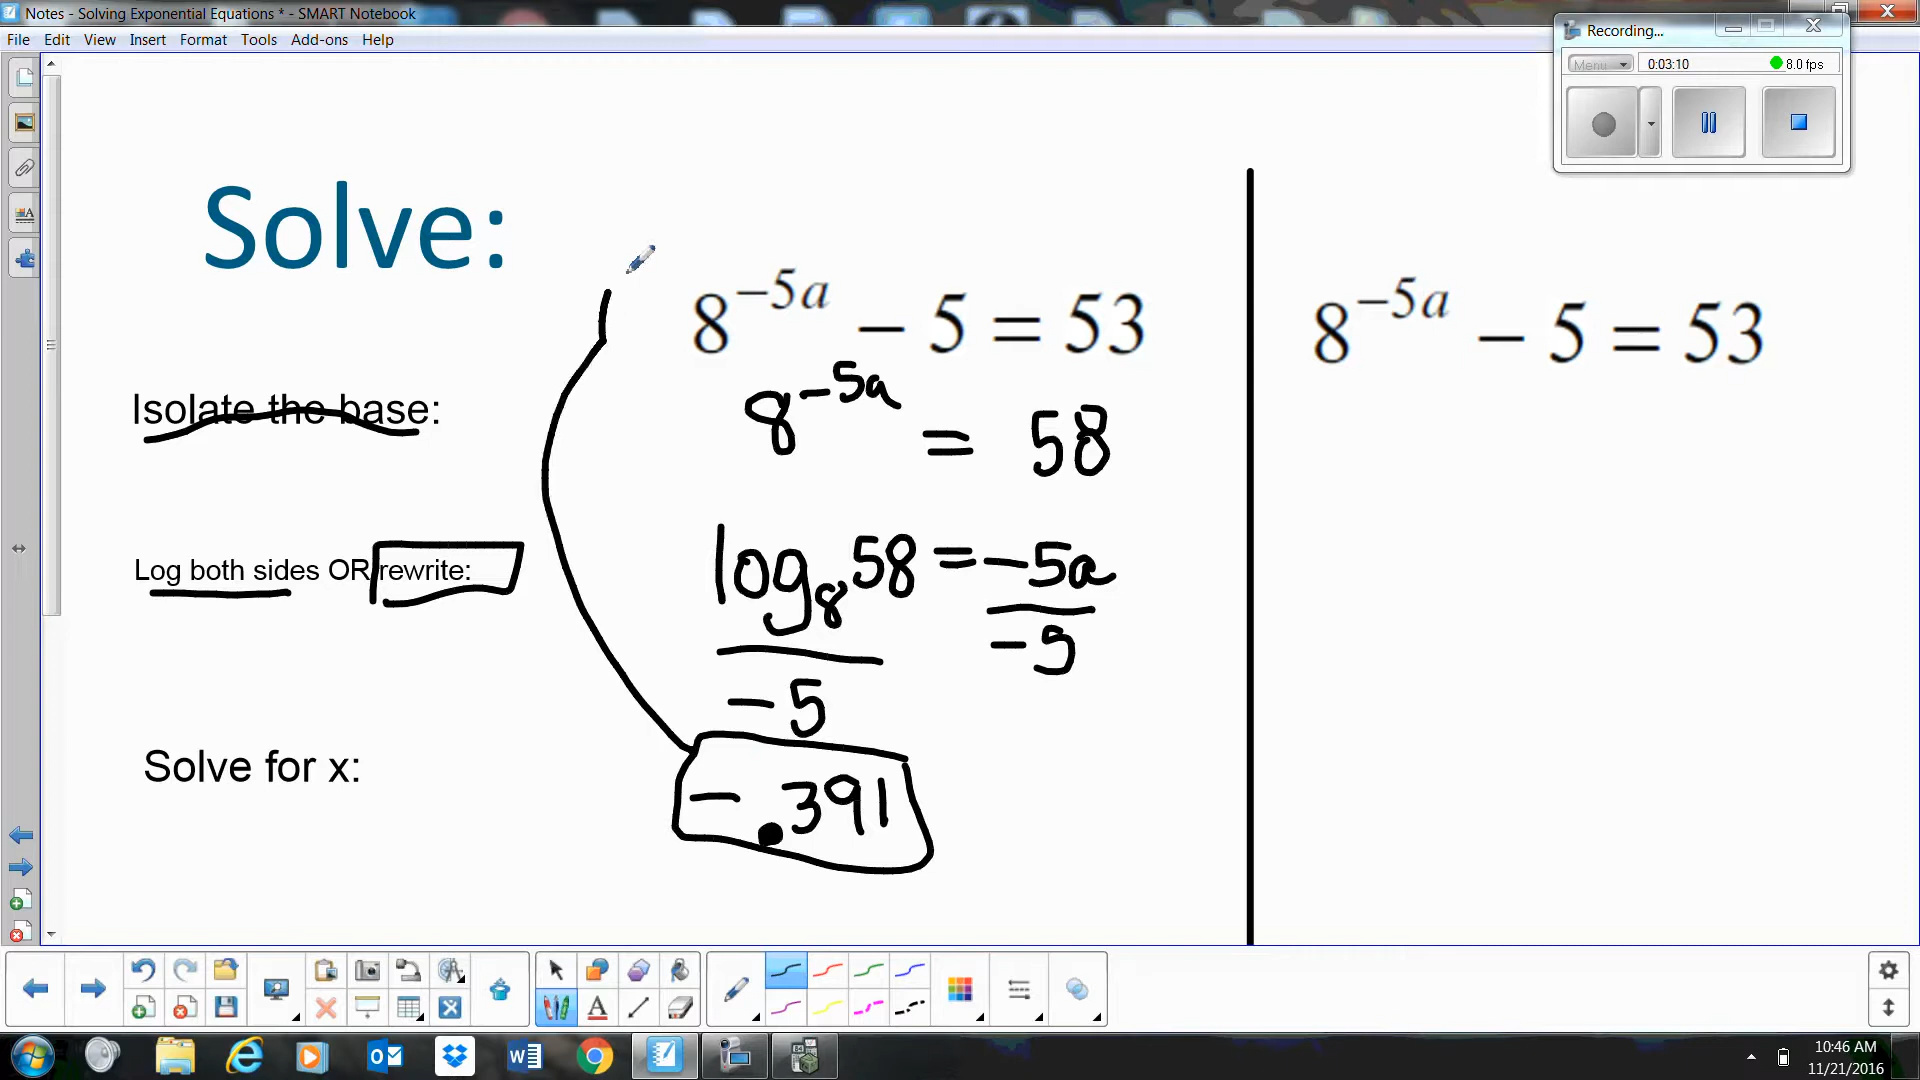 Notes - Solving Exponential Equations * - SMART Notebook
File Edit View Insert Format Tools Add-ons Help
Recording...
Menu 0:03:10 8.0 fps
Solve:
8^{-5a} - 5 = 53
8^{-5a} = 58
log_8 58 = -5a
-5 -5
-.391
Isolate the base:
Log both sides OR rewrite:
Solve for x:
8^{-5a} - 5 = 53
10:46 AM
11/21/2016